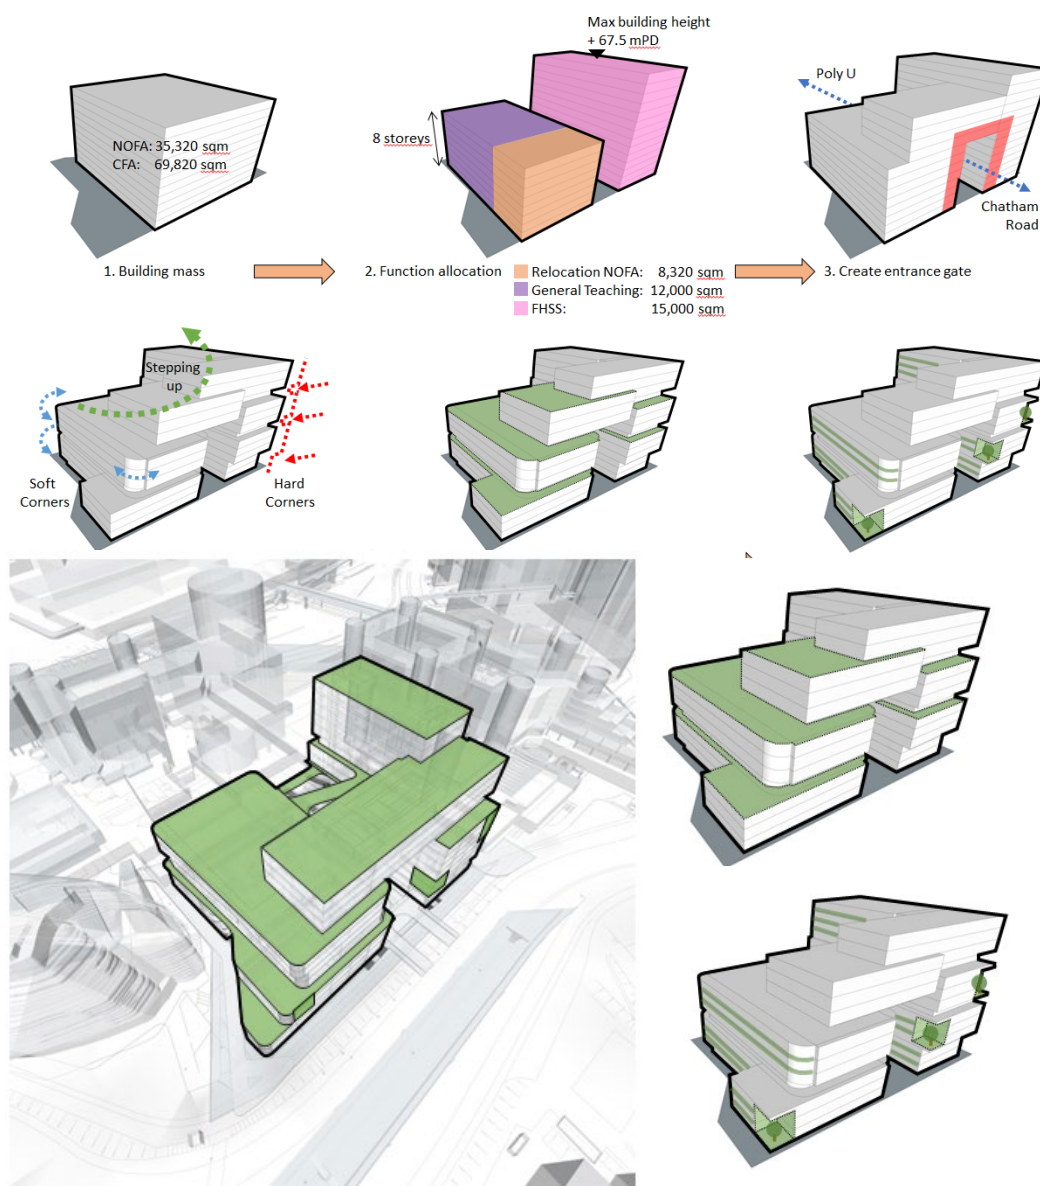 Max building height
+ 67.5 mPD
Poly U
8 storeys
NOFA: 35,320 sqm
CFA: 69,820 sqm
Chatham
Road
1. Building mass
2. Function allocation
Relocation NOFA: 8,320 sqm
General Teaching: 12,000 sqm
FHSS: 15,000 sqm
3. Create entrance gate
Stepping
up
Soft
Corners
Hard
Corners